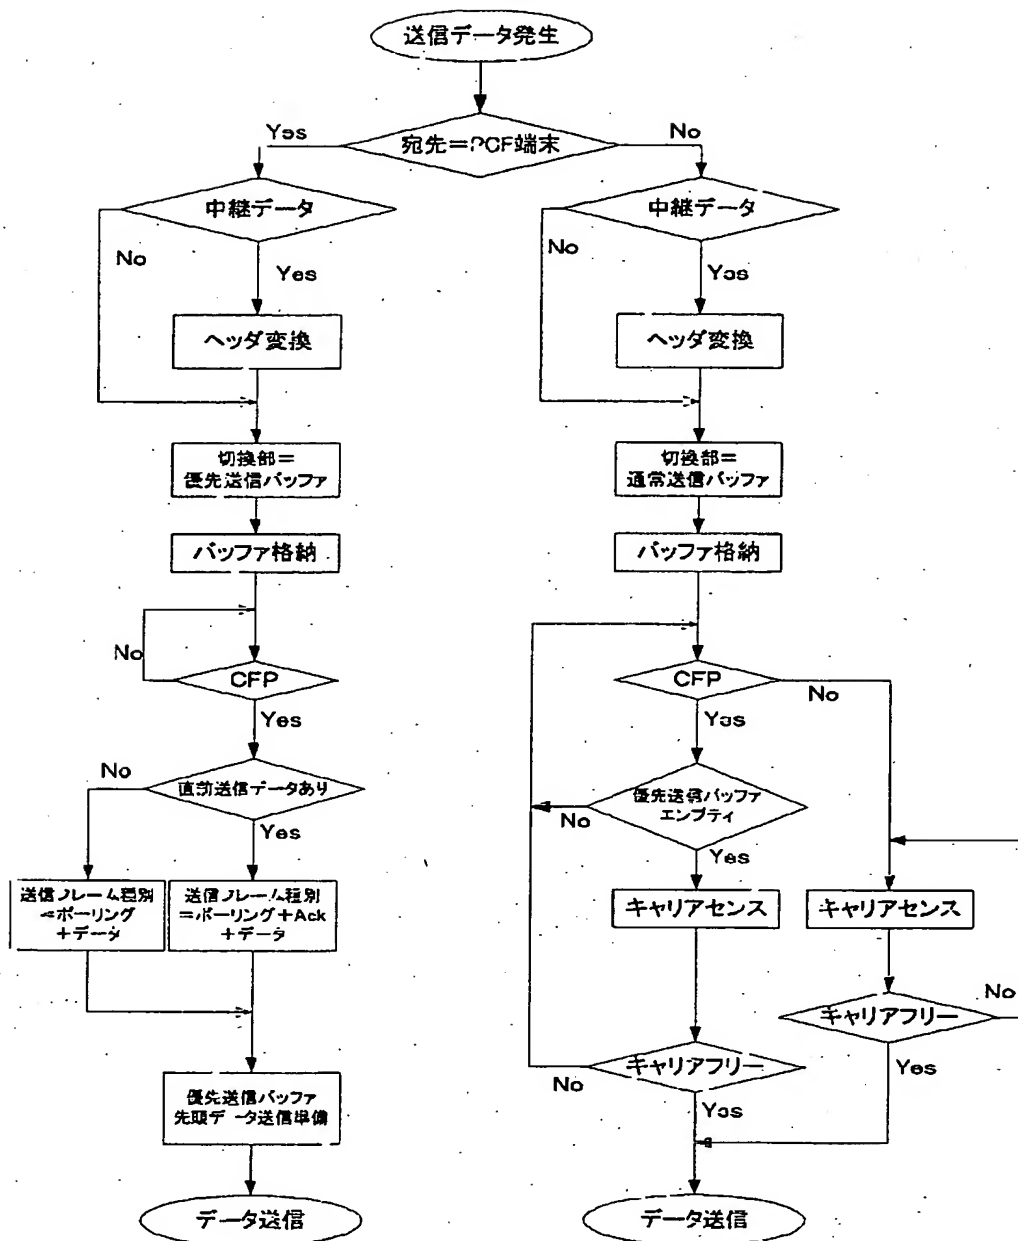 送信データ発生
Yes
宛先=PCF端末
No
中継データ
No
Yes
ヘッダ変換
切換部=
優先送信バッファ
バッファ格納
No
CFP
Yes
No
直前送信データあり
Yes
送信フレーム種別
=ポーリング
+データ
送信フレーム種別
=ポーリング+Ack
+データ
優先送信バッファ
先頭データ送信準備
データ送信
中継データ
No
Yes
ヘッダ変換
切換部=
通常送信バッファ
バッファ格納
CFP
No
Yes
優先送信バッファ
エンプティ
No
Yes
キャリアセンス
キャリアセンス
キャリアフリー
No
Yes
キャリアフリー
No
Yes
データ送信